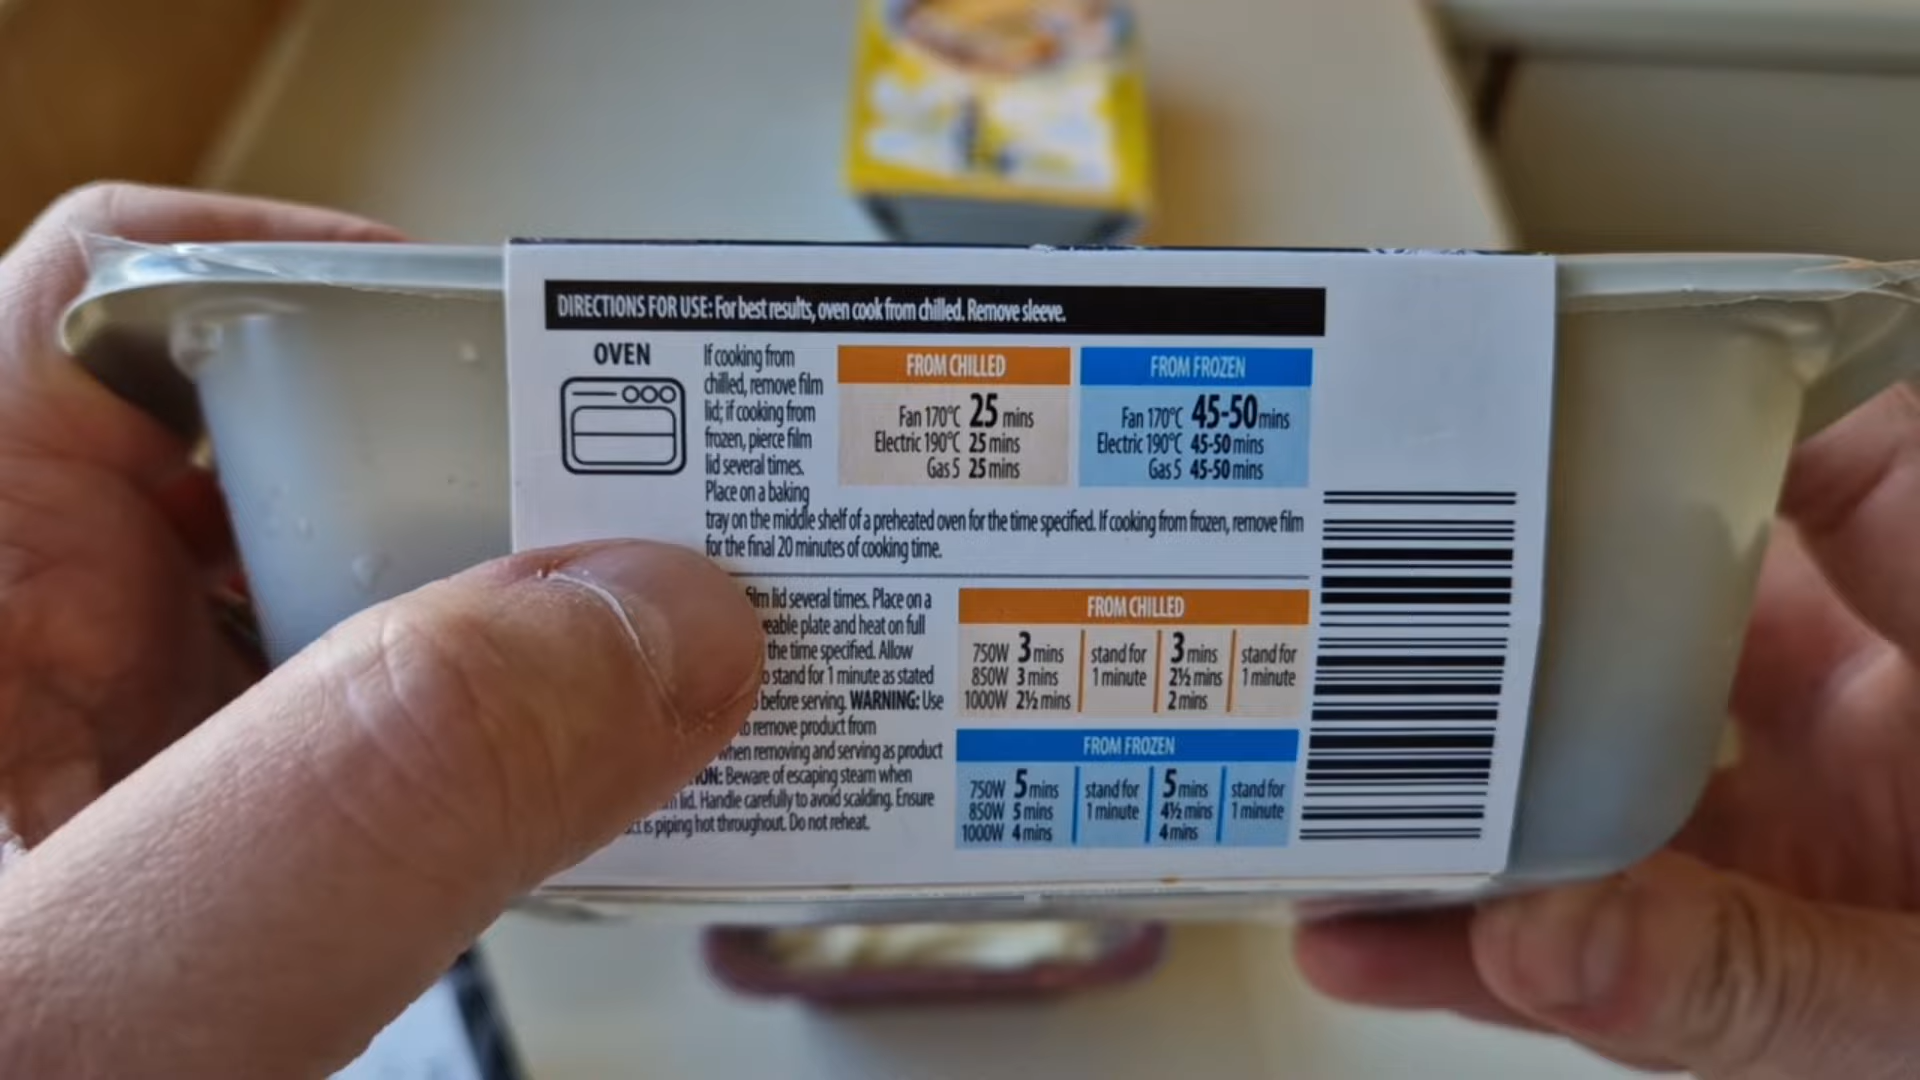 DIRECTIONS FOR USE: For best results, oven cook from chilled. Remove sleeve.
OVEN
If cooking from
chilled, remove film
lid; if cooking from
frozen, pierce film
lid several times.
Place on a baking
tray on the middle shelf of a preheated oven for the time specified. If cooking from frozen, remove film
for the final 20 minutes of cooking time.
FROM CHILLED
Fan 170°C 25 mins
Electric 190°C 25 mins
Gas 5 25 mins
FROM FROZEN
Fan 170°C 45-50 mins
Electric 190°C 45-50 mins
Gas 5 45-50 mins
film lid several times. Place on a
plate and heat on full
the time specified. Allow
stand for 1 minute as stated
before serving. WARNING: Use
to remove product from
when removing and serving as product
Beware of escaping steam when
lid. Handle carefully to avoid scalding. Ensure
is piping hot throughout. Do not reheat.
FROM CHILLED
750W 3 mins stand for 3 mins stand for
850W 3 mins 1 minute 2½ mins 1 minute
1000W 2½ mins 2 mins
FROM FROZEN
750W 5 mins stand for 5 mins stand for
850W 5 mins 1 minute 4½ mins 1 minute
1000W 4 mins 4 mins